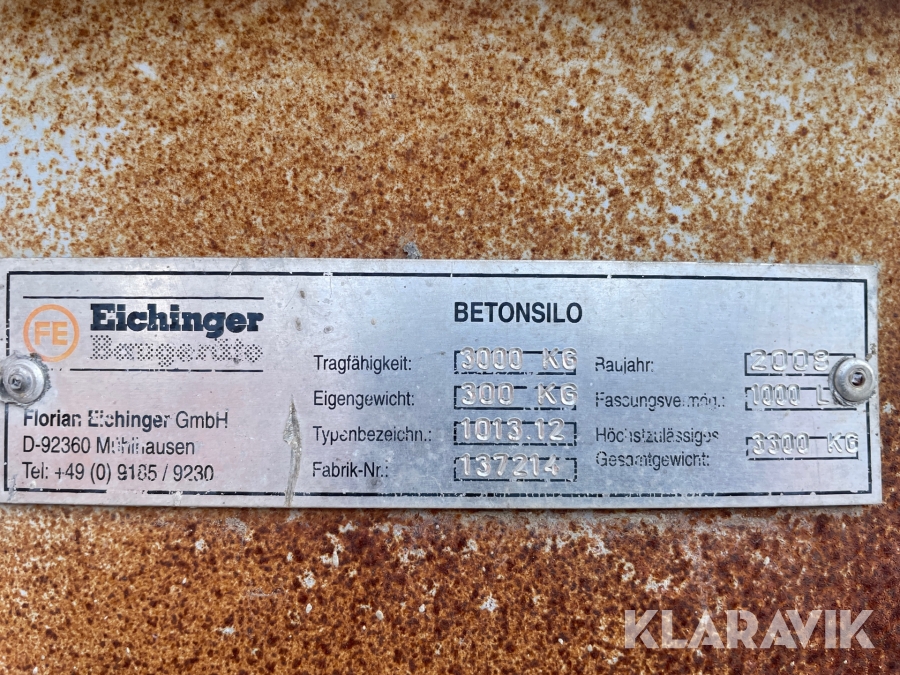 FE Eichinger
Baugeräte
Florian Eichinger GmbH
D-92360 Mühlhausen
Tel: +49 (0) 9185 / 9230
BETONSILO
Tragfähigkeit: 3000 KG
Eigengewicht: 300 KG
Typenbezeichn.: 1013.12
Fabrik-Nr.: 137214
Baujahr:
Fassungsvermög.: 1000 L
Höchstzulässiges
Gesamtgewicht: 3300 KG
KLARAVIK